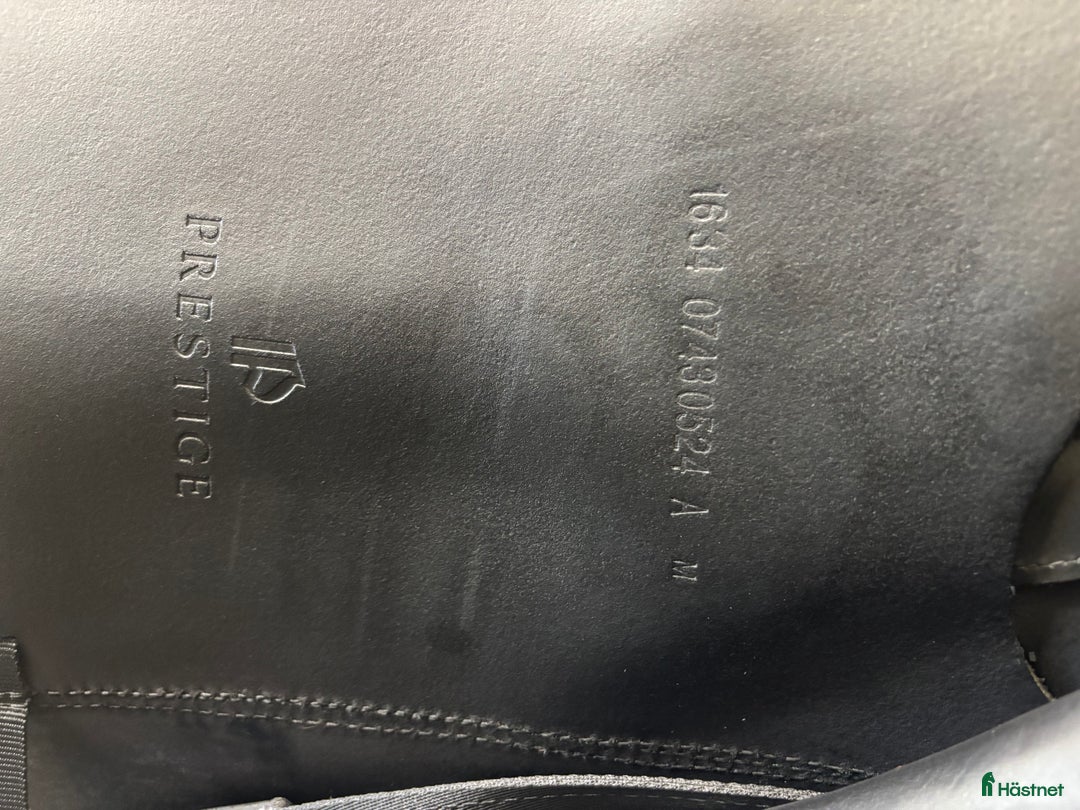 1634 07430524 A M
PRESTIGE
Hästnet